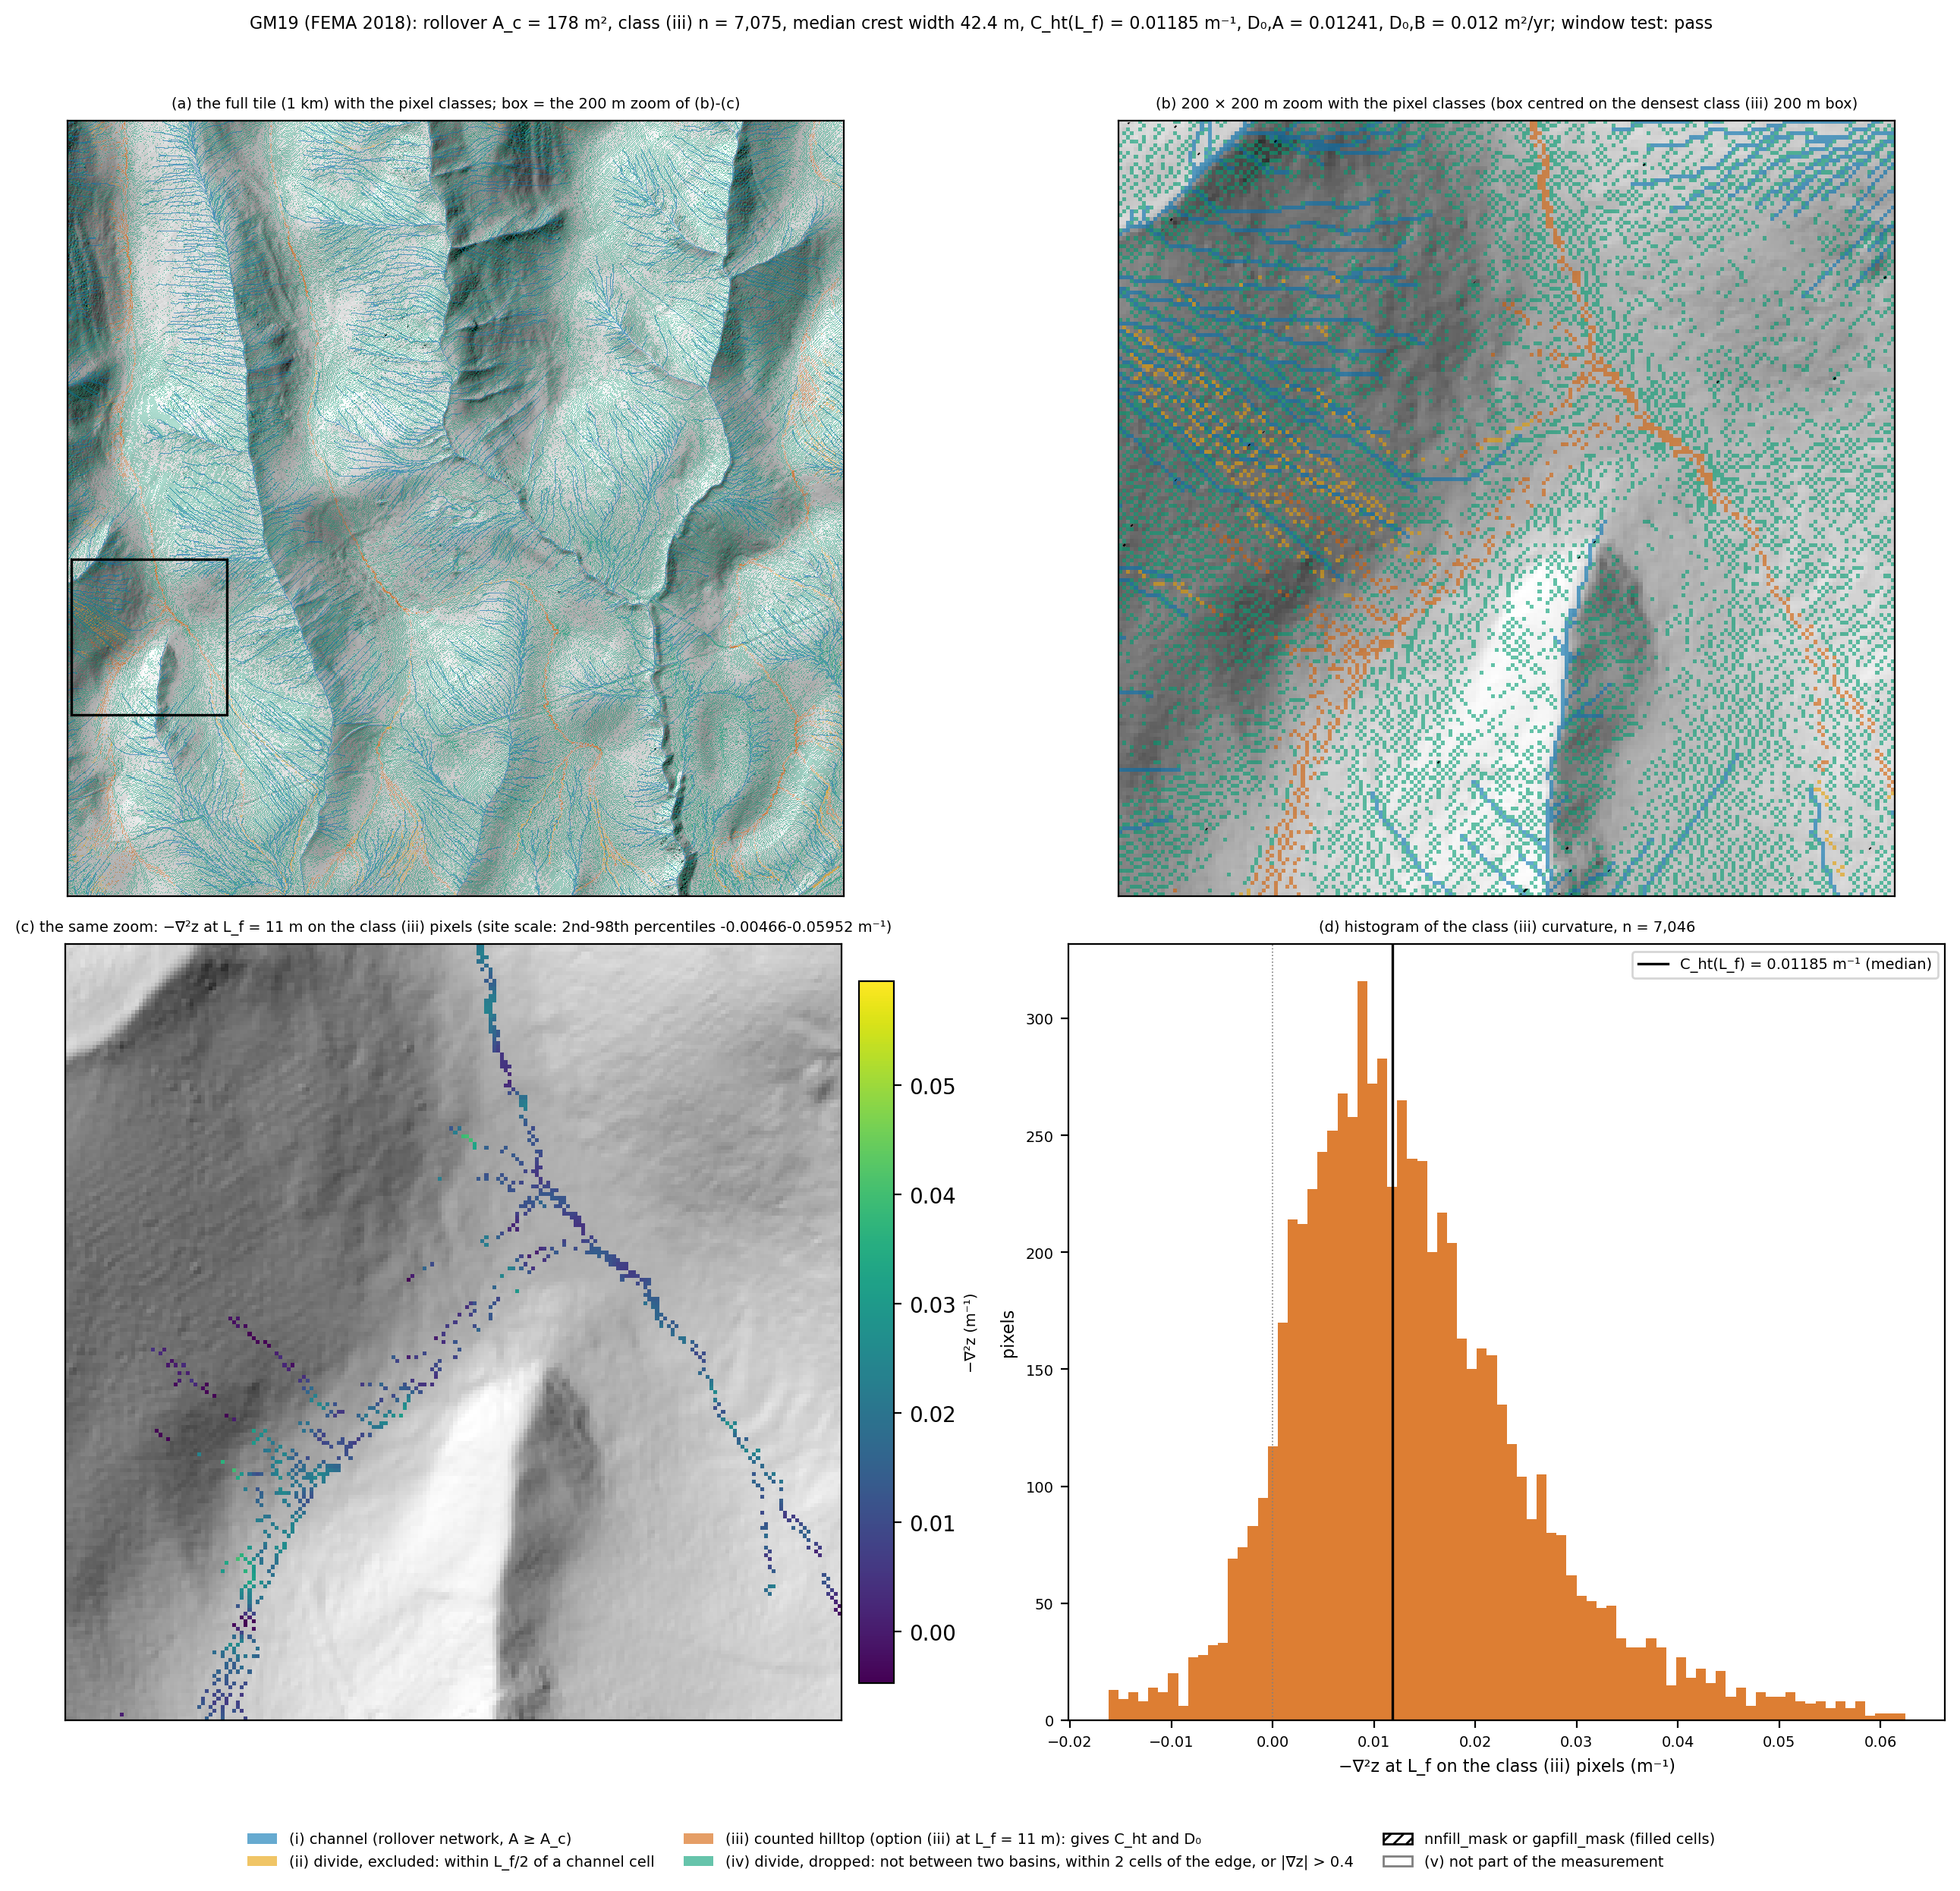 GM19 (FEMA 2018): rollover A_c = 178 m², class (iii) n = 7,075, median crest width 42.4 m, C_ht(L_f) = 0.01185 m⁻¹, D₀,A = 0.01241, D₀,B = 0.012 m²/yr; window test: pass
(a) the full tile (1 km) with the pixel classes; box = the 200 m zoom of (b)-(c)
(b) 200 × 200 m zoom with the pixel classes (box centred on the densest class (iii) 200 m box)
(c) the same zoom: −∇²z at L_f = 11 m on the class (iii) pixels (site scale: 2nd-98th percentiles -0.00466-0.05952 m⁻¹)
0.05
0.04
0.03
0.02
0.01
0.00
−∇²z (m⁻¹)
(d) histogram of the class (iii) curvature, n = 7,046
C_ht(L_f) = 0.01185 m⁻¹ (median)
pixels
300
250
200
150
100
50
0
−0.02
−0.01
0.00
0.01
0.02
0.03
0.04
0.05
0.06
−∇²z at L_f on the class (iii) pixels (m⁻¹)
(i) channel (rollover network, A ≥ A_c)
(ii) divide, excluded: within L_f/2 of a channel cell
(iii) counted hilltop (option (iii) at L_f = 11 m): gives C_ht and D₀
(iv) divide, dropped: not between two basins, within 2 cells of the edge, or |∇z| > 0.4
nnfill_mask or gapfill_mask (filled cells)
(v) not part of the measurement